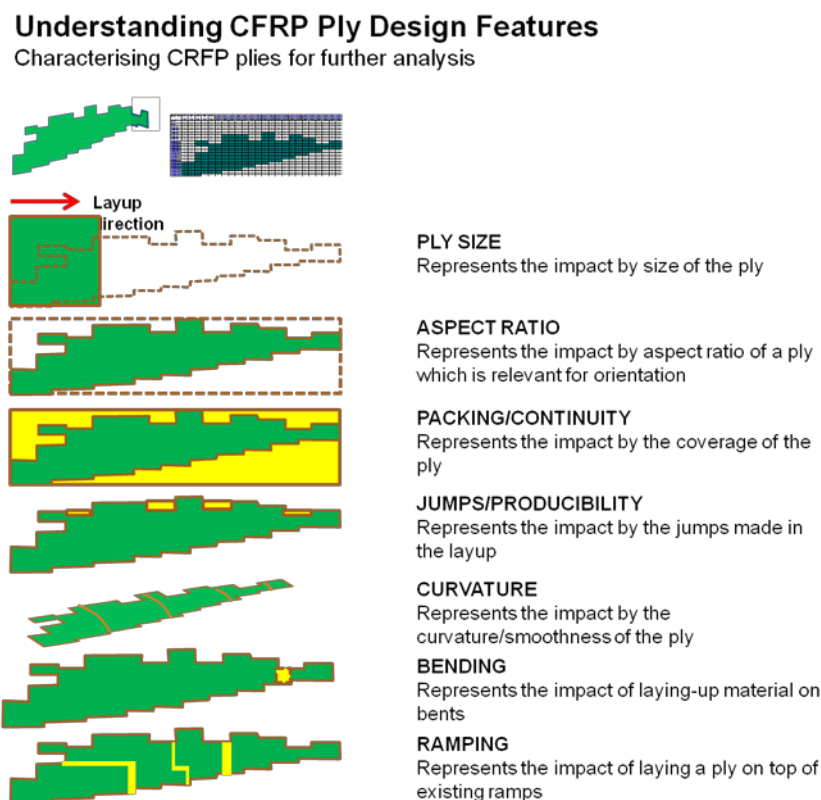 Understanding CFRP Ply Design Features
Characterising CRFP plies for further analysis
Layup
direction
PLY SIZE
Represents the impact by size of the ply
ASPECT RATIO
Represents the impact by aspect ratio of a ply
which is relevant for orientation
PACKING/CONTINUITY
Represents the impact by the coverage of the
ply
JUMPS/PRODUCIBILITY
Represents the impact by the jumps made in
the layup
CURVATURE
Represents the impact by the
curvature/smoothness of the ply
BENDING
Represents the impact of laying-up material on
bents
RAMPING
Represents the impact of laying a ply on top of
existing ramps